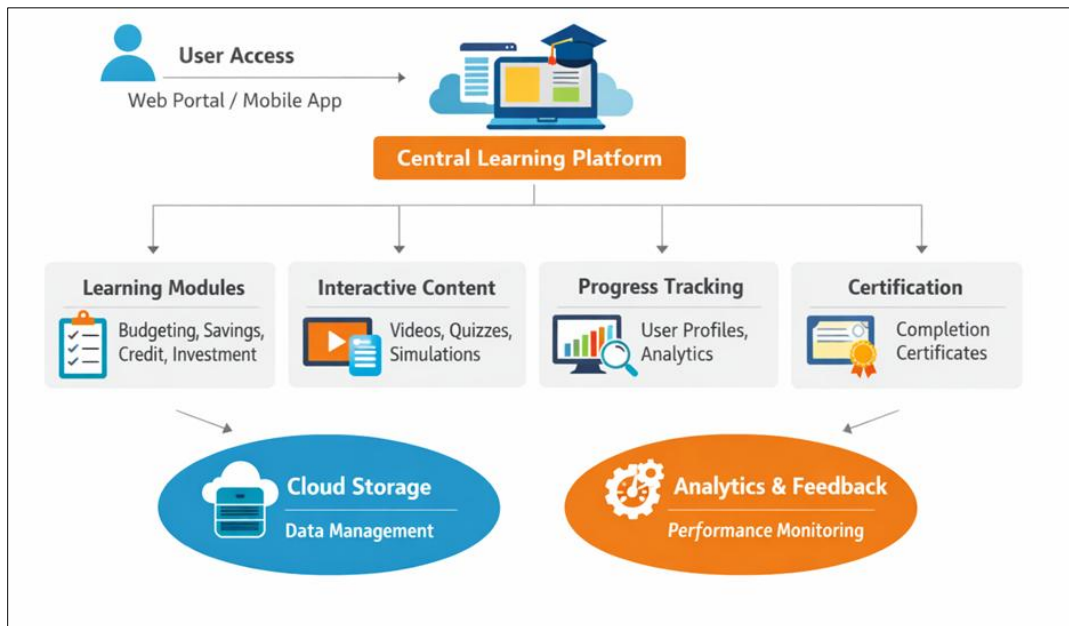 User Access
Web Portal / Mobile App
Central Learning Platform
Learning Modules
Budgeting, Savings,
Credit, Investment
Interactive Content
Videos, Quizzes,
Simulations
Progress Tracking
User Profiles,
Analytics
Certification
Completion
Certificates
Cloud Storage
Data Management
Analytics & Feedback
Performance Monitoring